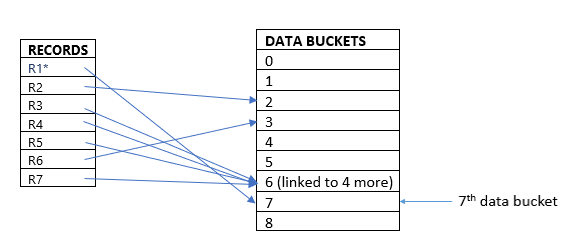 RECORDS
R1*
R2
R3
R4
R5
R6
R7
DATA BUCKETS
0
1
2
3
4
5
6 (linked to 4 more)
7
8
7th data bucket